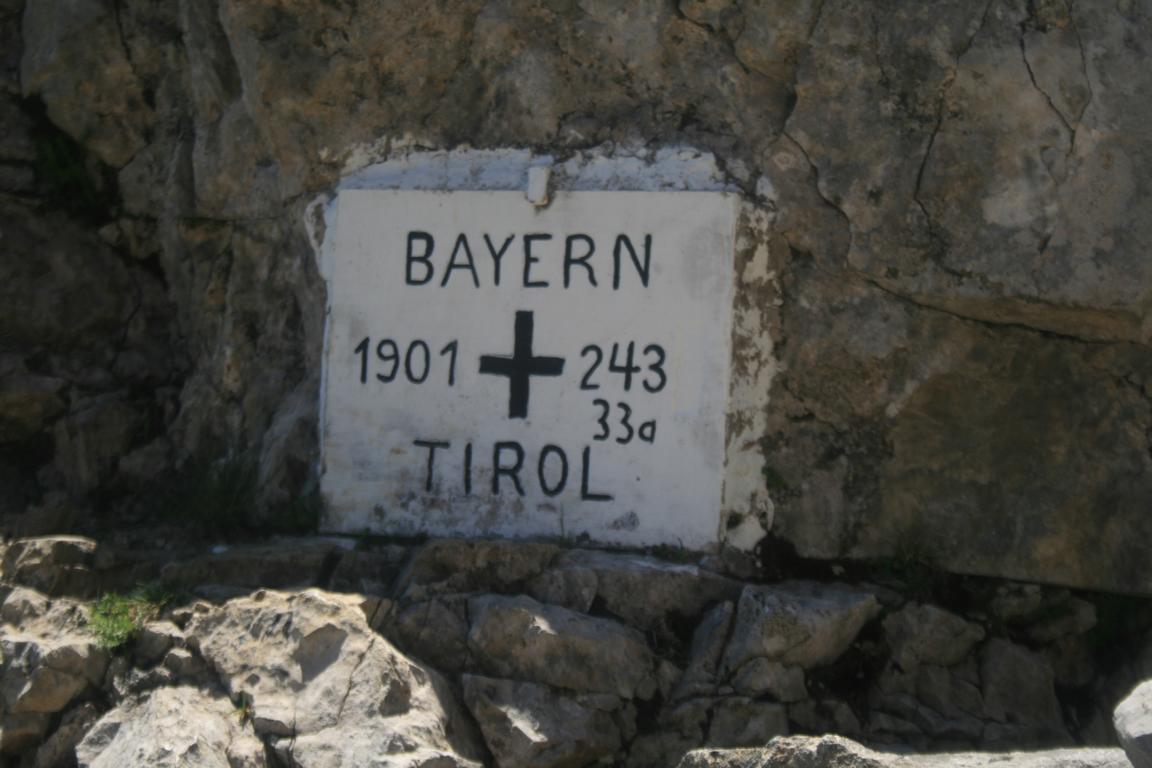 BAYERN
1901 + 243
33a
TIROL